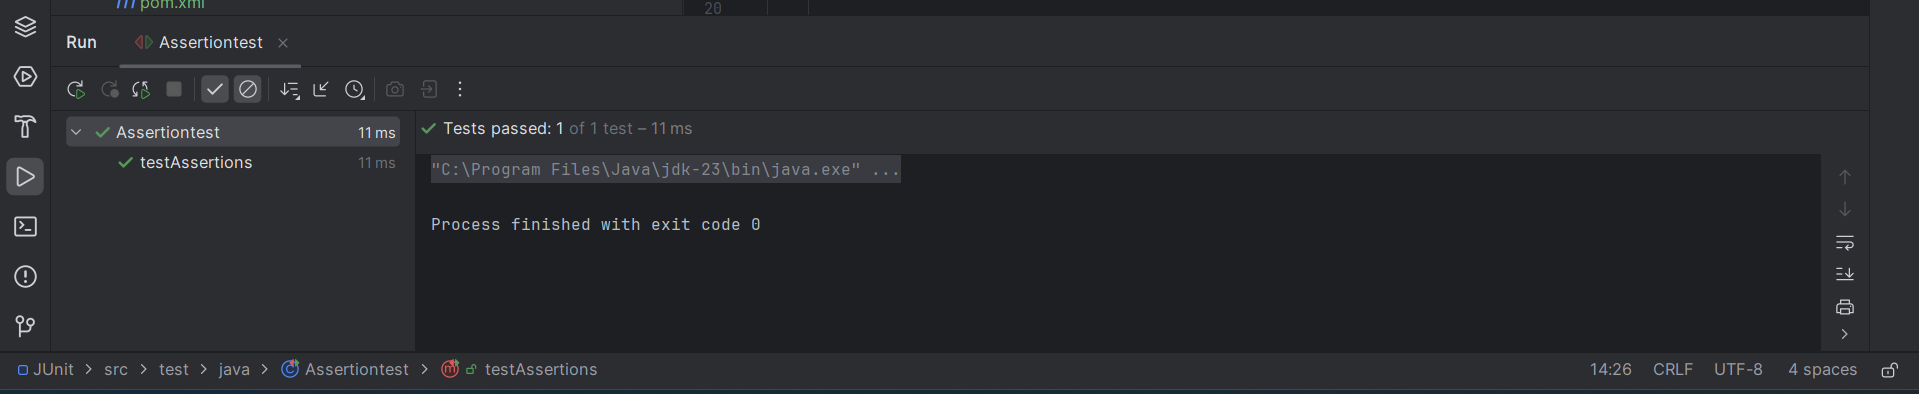 pom.xml
20
Run Assertiontest
Assertiontest 11 ms
testAssertions 11 ms
Tests passed: 1 of 1 test – 11 ms
"C:\Program Files\Java\jdk-23\bin\java.exe" ...
Process finished with exit code 0
JUnit > src > test > java > Assertiontest > testAssertions
14:26 CRLF UTF-8 4 spaces